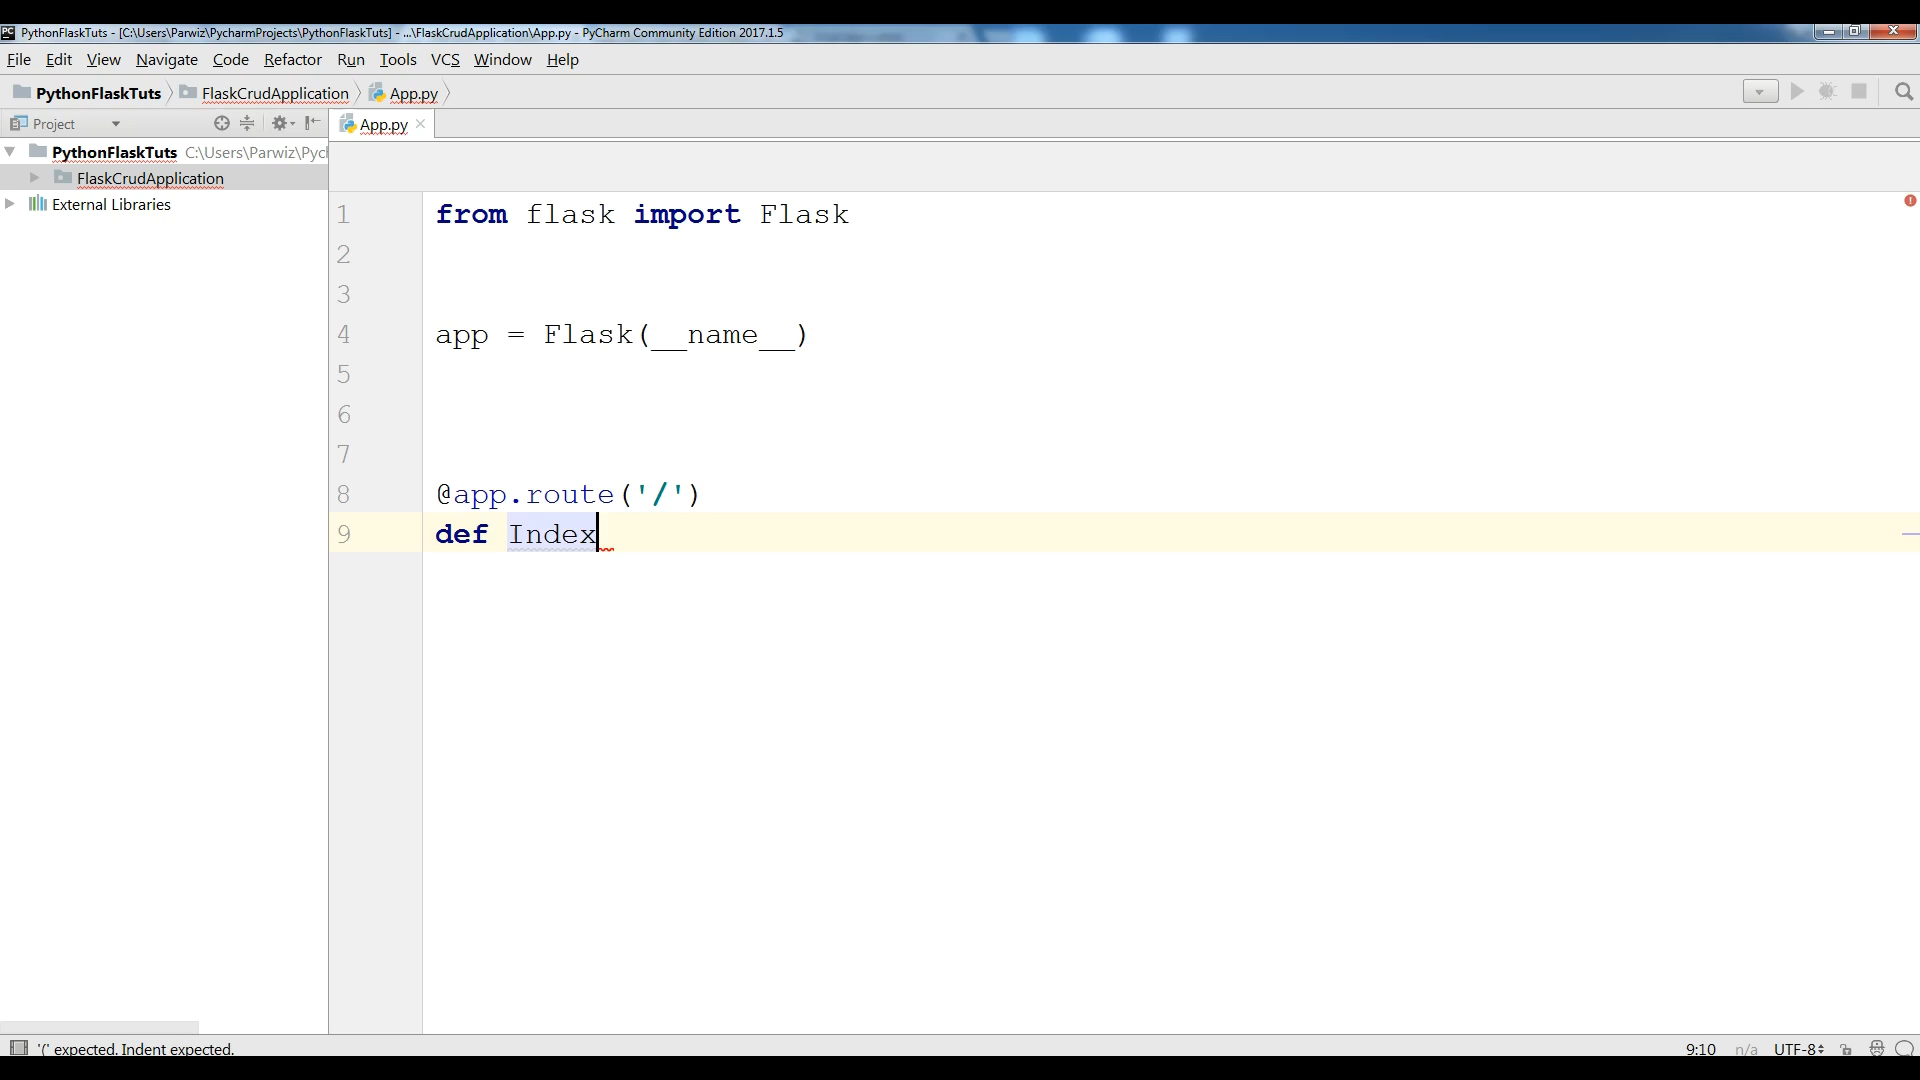 PC PythonFlaskTuts - [C:\Users\Parwiz\PycharmProjects\PythonFlaskTuts] - ...\FlaskCrudApplication\App.py - PyCharm Community Edition 2017.1.5
File Edit View Navigate Code Refactor Run Tools VCS Window Help
PythonFlaskTuts FlaskCrudApplication App.py
Project App.py
PythonFlaskTuts C:\Users\Parwiz\Pych
FlaskCrudApplication
External Libraries
1 from flask import Flask
2
3
4 app = Flask(__name__)
5
6
7
8 @app.route('/')
9 def Index
'(' expected. Indent expected. 9:10 n/a UTF-8